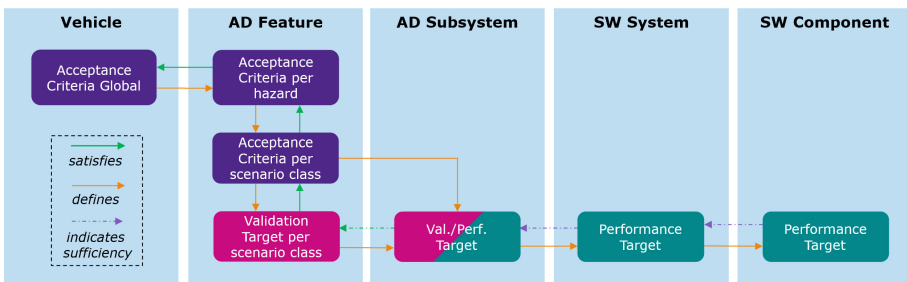 Vehicle
AD Feature
AD Subsystem
SW System
SW Component
Acceptance
Criteria Global
Acceptance
Criteria per
hazard
Acceptance
Criteria per
scenario class
satisfies
defines
indicates
sufficiency
Validation
Target per
scenario class
Val./Perf.
Target
Performance
Target
Performance
Target